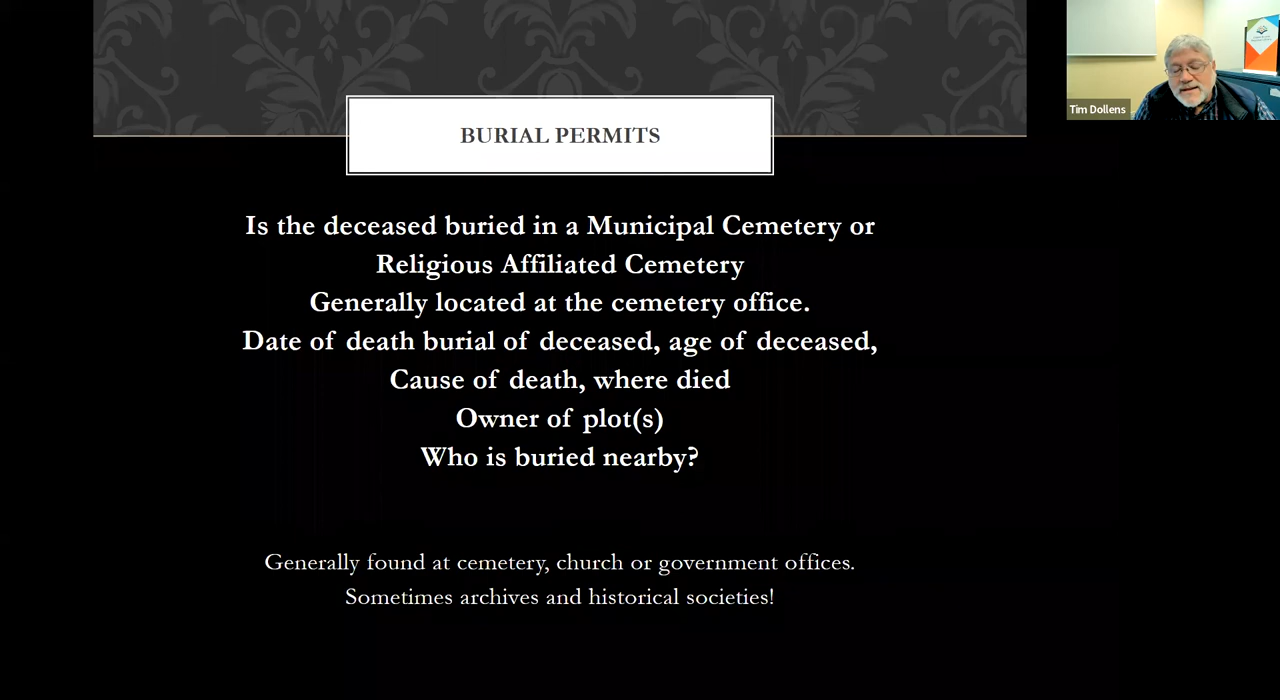 BURIAL PERMITS
Is the deceased buried in a Municipal Cemetery or
Religious Affiliated Cemetery
Generally located at the cemetery office.
Date of death burial of deceased, age of deceased,
Cause of death, where died
Owner of plot(s)
Who is buried nearby?
Generally found at cemetery, church or government offices.
Sometimes archives and historical societies!
Tim Dollens